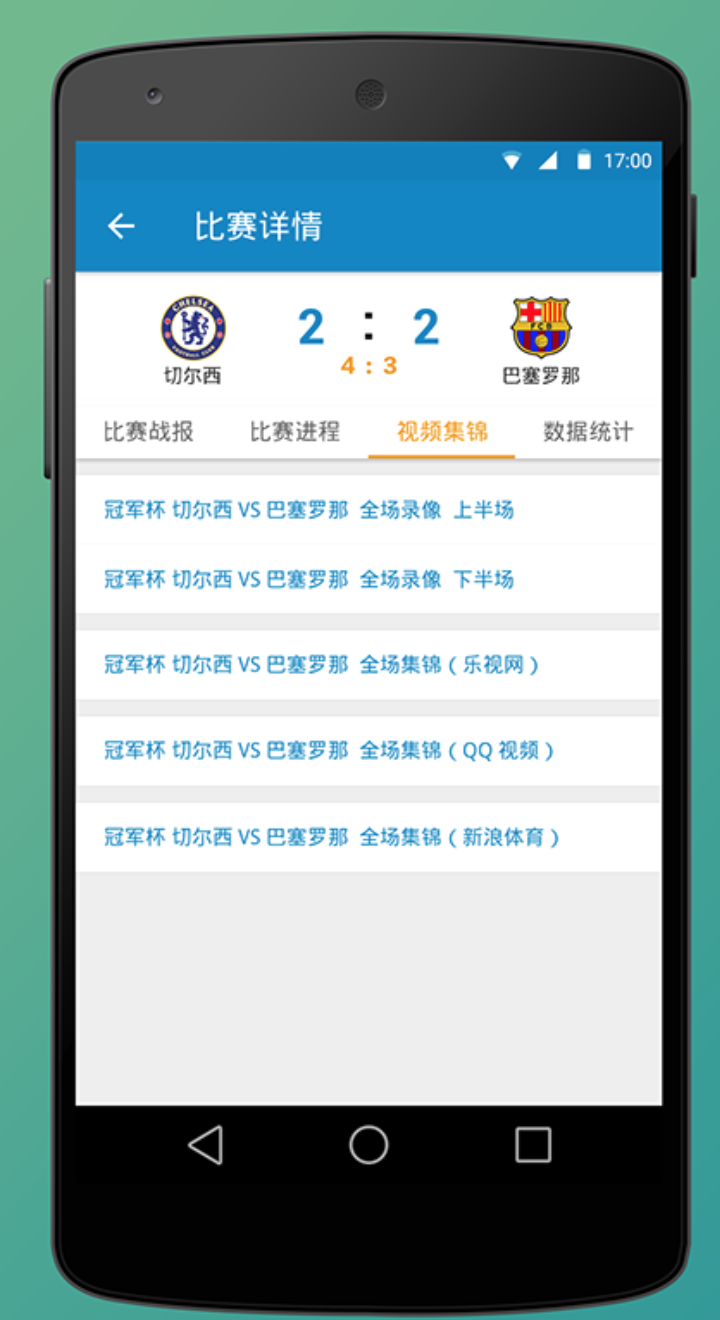 17:00
比赛详情
CHELSEA
FOOTBALL CLUB
2 : 2
FCB
4 : 3
切尔西
巴塞罗那
比赛战报 比赛进程 视频集锦 数据统计
冠军杯 切尔西 VS 巴塞罗那 全场录像 上半场
冠军杯 切尔西 VS 巴塞罗那 全场录像 下半场
冠军杯 切尔西 VS 巴塞罗那 全场集锦 ( 乐视网 )
冠军杯 切尔西 VS 巴塞罗那 全场集锦 ( QQ 视频 )
冠军杯 切尔西 VS 巴塞罗那 全场集锦 ( 新浪体育 )